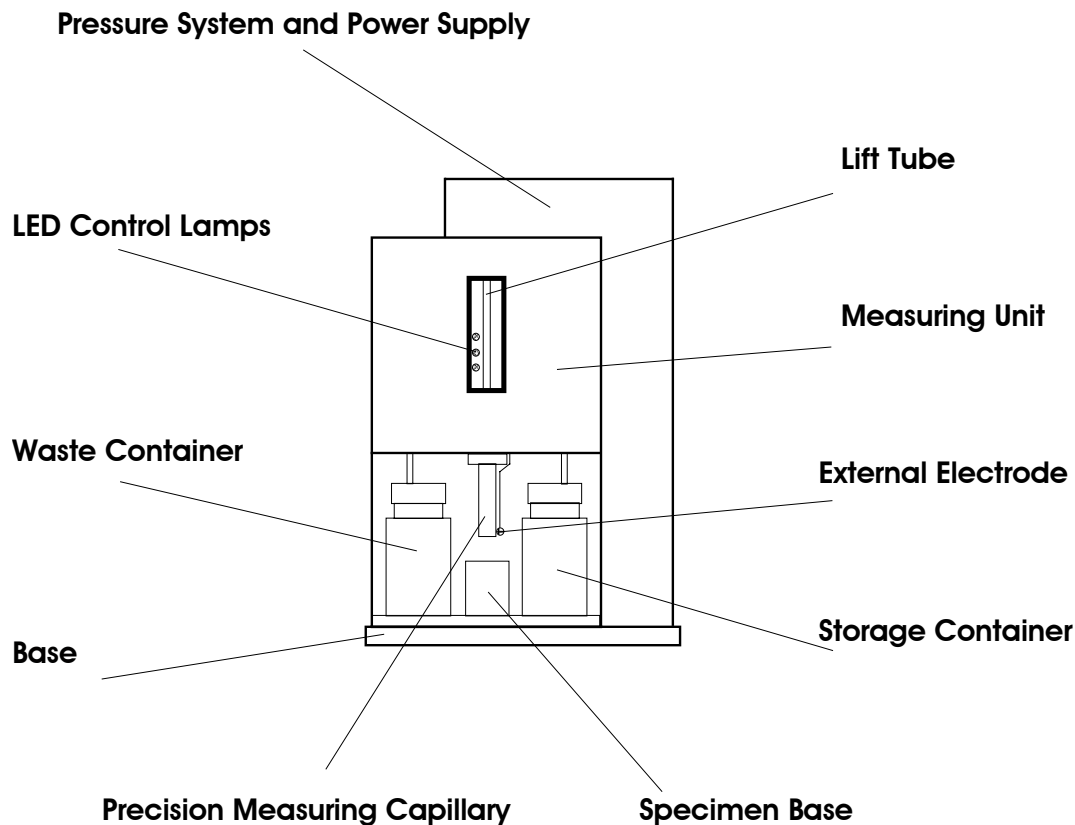 Pressure System and Power Supply
Lift Tube
LED Control Lamps
Measuring Unit
Waste Container
External Electrode
Storage Container
Base
Precision Measuring Capillary
Specimen Base